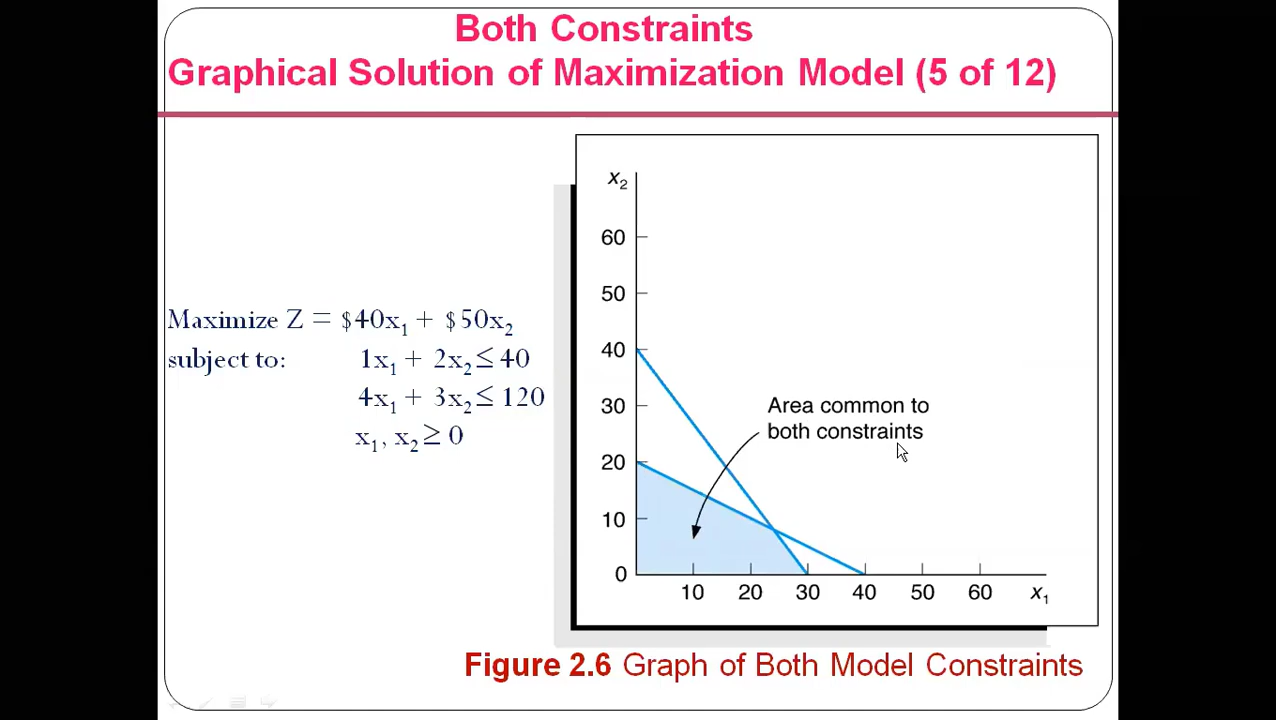 Both Constraints
Graphical Solution of Maximization Model (5 of 12)
Maximize Z = $40x₁ + $50x₂
subject to: 1x₁ + 2x₂ ≤ 40
4x₁ + 3x₂ ≤ 120
x₁, x₂ ≥ 0
x₂
60
50
40
30
20
10
0
Area common to
both constraints
10 20 30 40 50 60 x₁
Figure 2.6 Graph of Both Model Constraints